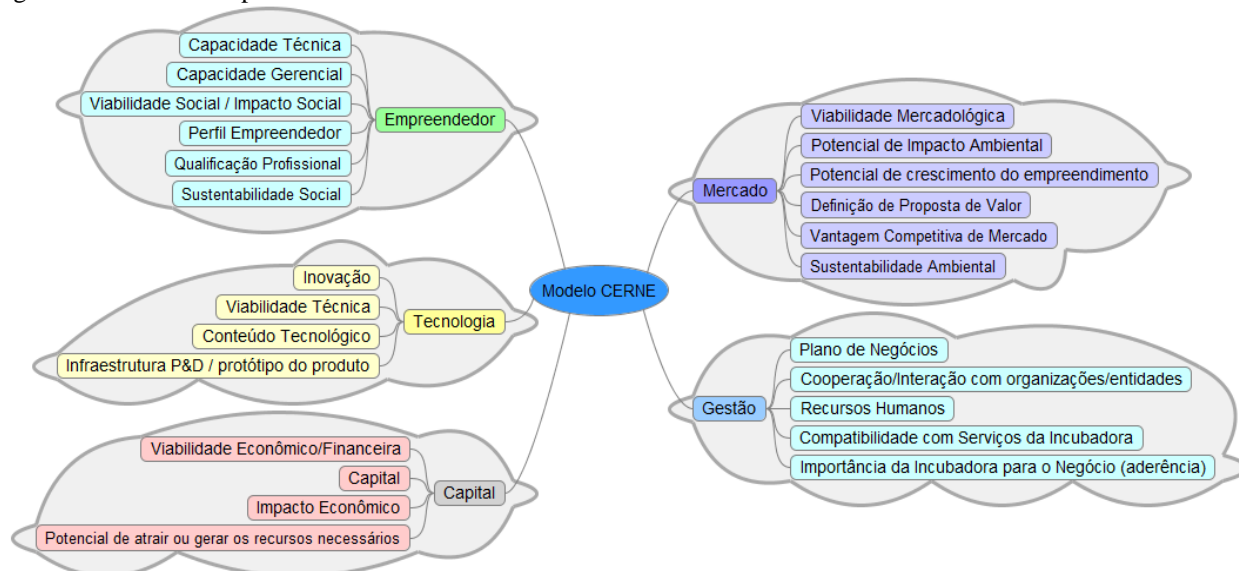 Capacidade Técnica
Capacidade Gerencial
Viabilidade Social / Impacto Social
Perfil Empreendedor
Qualificação Profissional
Sustentabilidade Social
Empreendedor
Inovação
Viabilidade Técnica
Conteúdo Tecnológico
Infraestrutura P&D / protótipo do produto
Tecnologia
Viabilidade Econômico/Financeira
Capital
Impacto Econômico
Potencial de atrair ou gerar os recursos necessários
Capital
Modelo CERNE
Mercado
Viabilidade Mercadológica
Potencial de Impacto Ambiental
Potencial de crescimento do empreendimento
Definição de Proposta de Valor
Vantagem Competitiva de Mercado
Sustentabilidade Ambiental
Gestão
Plano de Negócios
Cooperação/Interação com organizações/entidades
Recursos Humanos
Compatibilidade com Serviços da Incubadora
Importância da Incubadora para o Negócio (aderência)